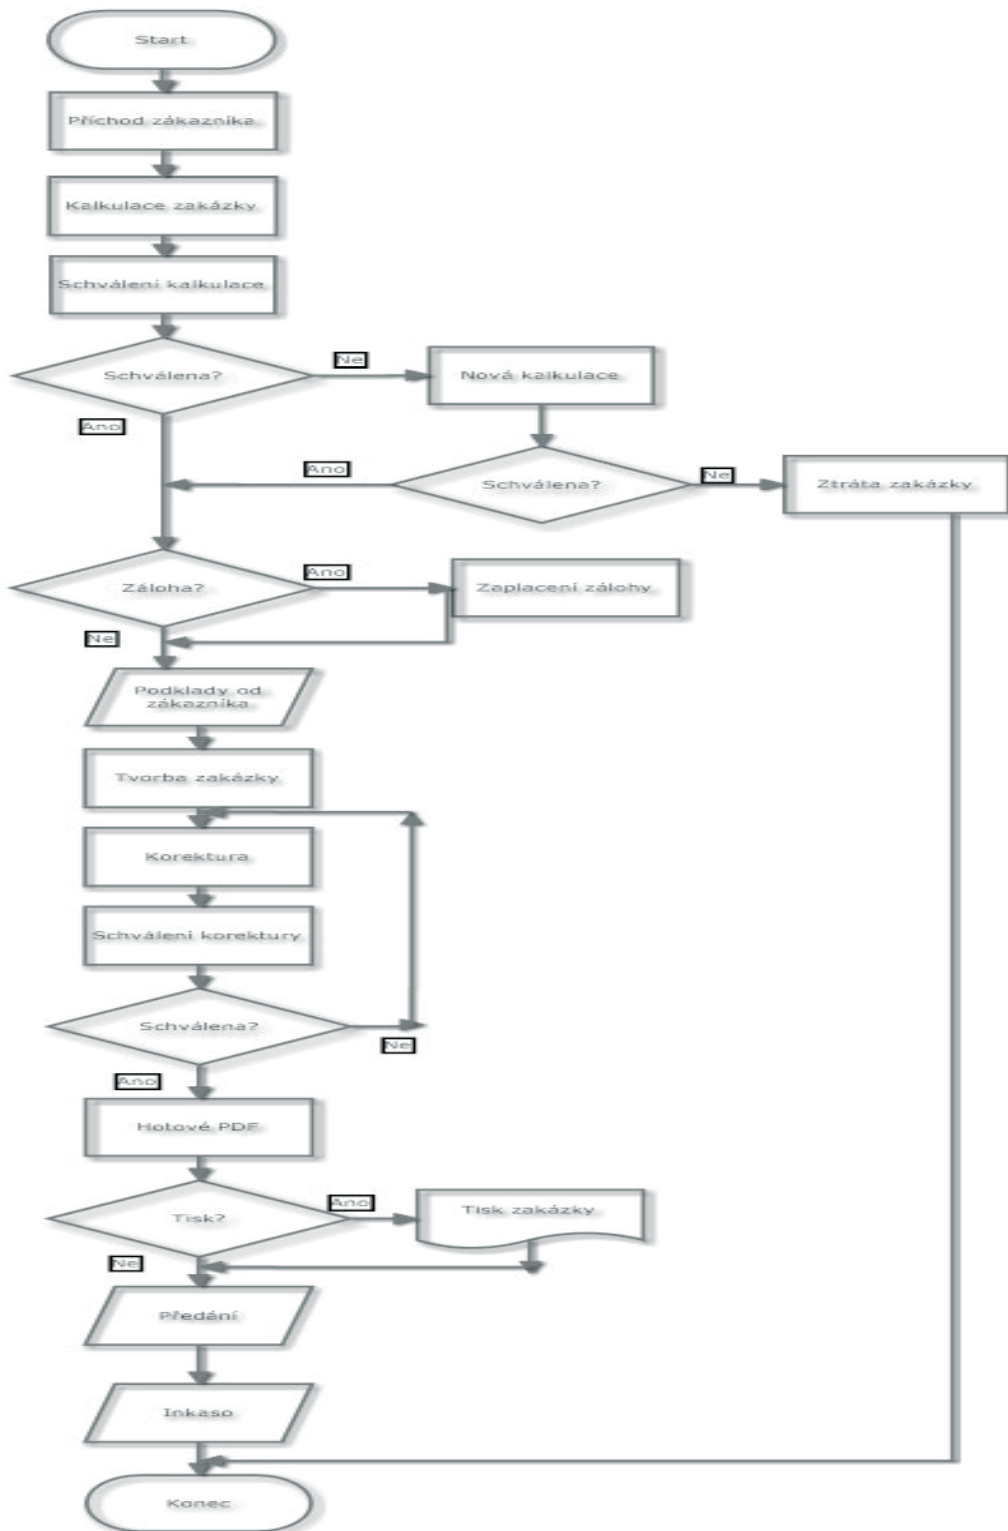 Start
Příchod zákazníka
Kalkulace zakázky
Schválení kalkulace
Schválena?
Ne
Nová kalkulace
Ano
Ano
Schválena?
Ne
Ztráta zakázky
Záloha?
Ano
Zaplacení zálohy
Ne
Podklady od
zákazníka
Tvorba zakázky
Korektura
Schválení korektury
Schválena?
Ne
Ano
Hotové PDF
Tisk?
Ano
Tisk zakázky
Ne
Předání
Inkaso
Konec